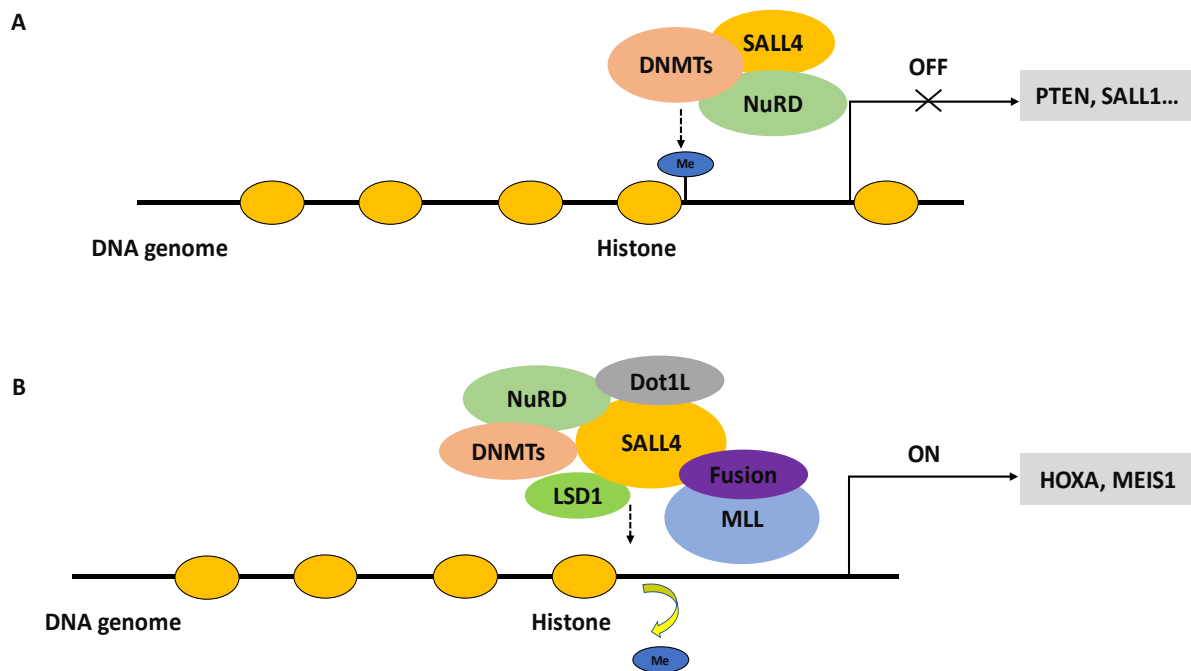 A
SALL4
DNMTs
OFF
NuRD
PTEN, SALL1...
Me
DNA genome
Histone
B
Dot1L
NuRD
SALL4
DNMTs
ON
Fusion
HOXA, MEIS1
LSD1
MLL
DNA genome
Histone
Me